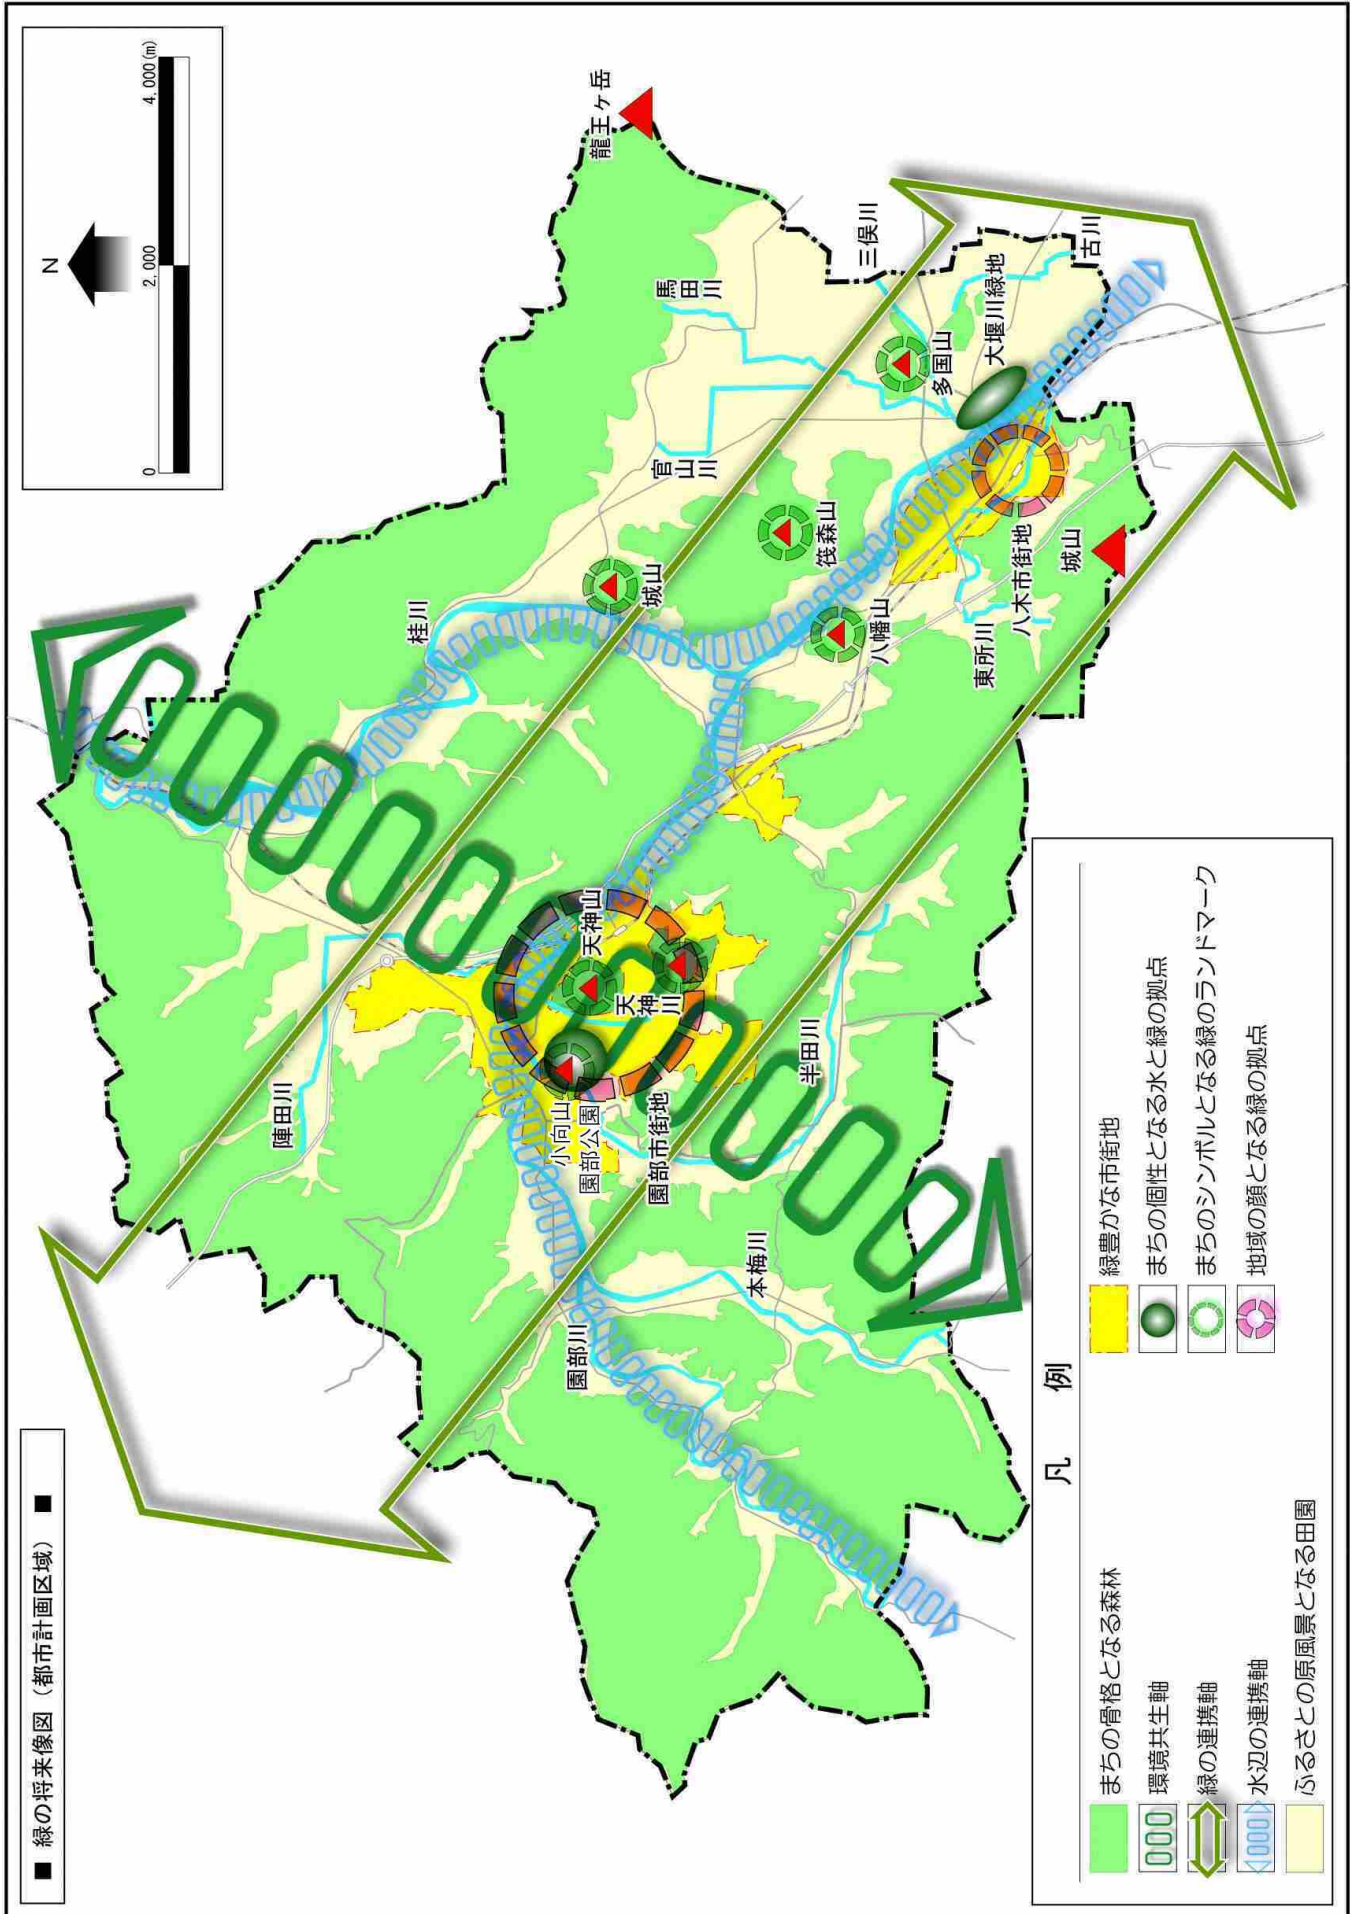 ■ 緑の将来像図（都市計画区域） ■
N
0 2,000 4,000(m)
龍王ヶ岳
桂川
城山
馬田川
官山川
三俣川
筏森山
多国山
大堰川緑地
古川
八幡山
東所川
八木市街地
城山
陣田川
天神山
天神川
小向山
園部公園
園部市街地
半田川
園部川
本梅川
凡 例
まちの骨格となる森林
環境共生軸
緑の連携軸
水辺の連携軸
ふるさとの原風景となる田園
緑豊かな市街地
まちの個性となる水と緑の拠点
まちのシンボルとなる緑のランドマーク
地域の顔となる緑の拠点